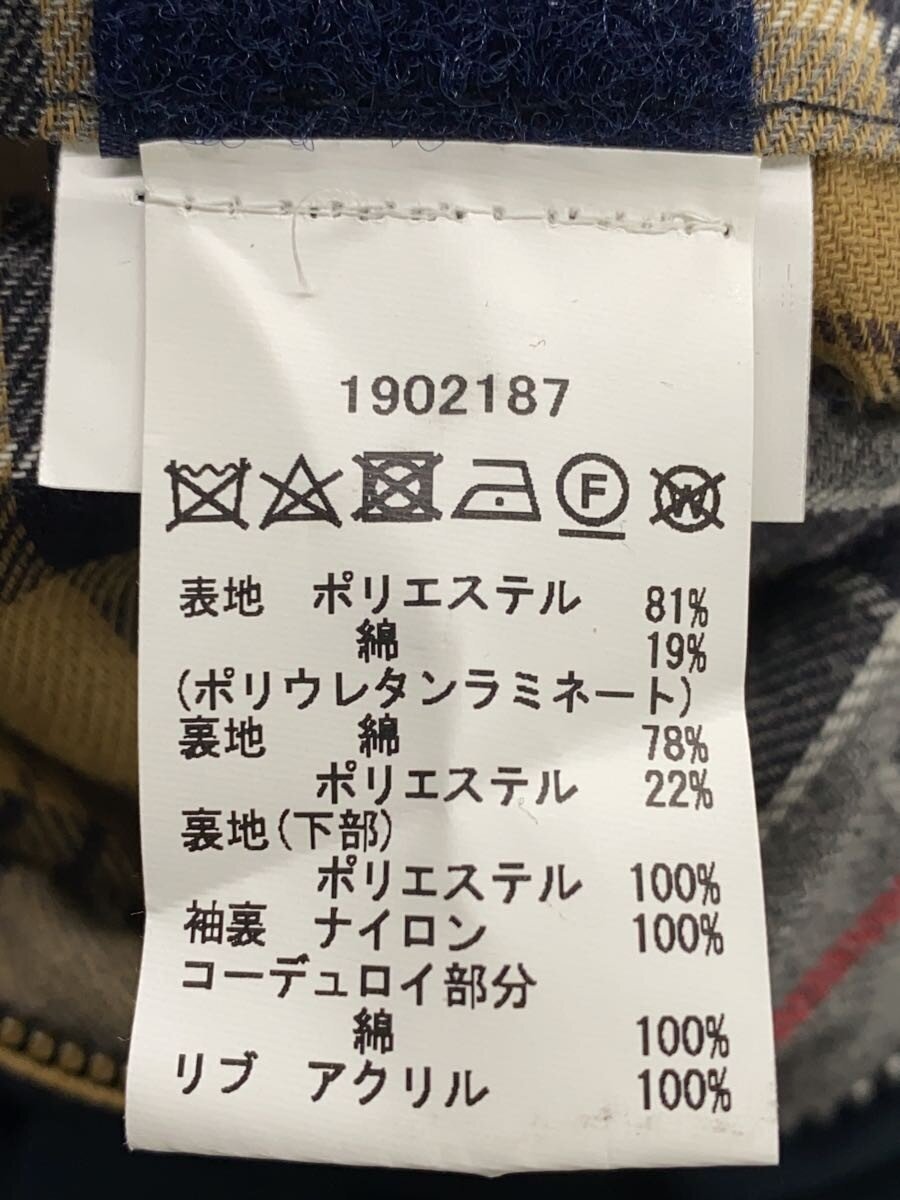 1902187
F W
表地 ポリエステル 81%
綿 19%
(ポリウレタンラミネート)
裏地 綿 78%
ポリエステル 22%
裏地(下部)
ポリエステル 100%
袖裏 ナイロン 100%
コーデュロイ部分
綿 100%
リブ アクリル 100%